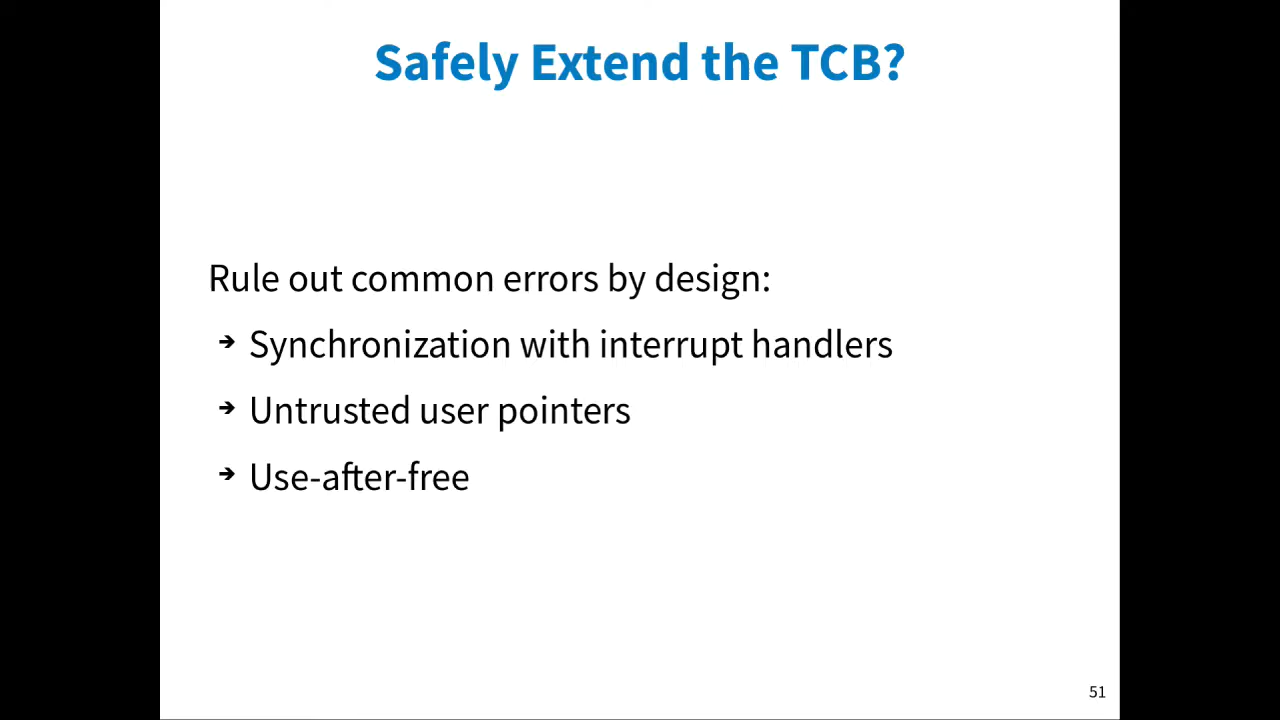 Safely Extend the TCB?
Rule out common errors by design:
➔ Synchronization with interrupt handlers
➔ Untrusted user pointers
➔ Use-after-free
51